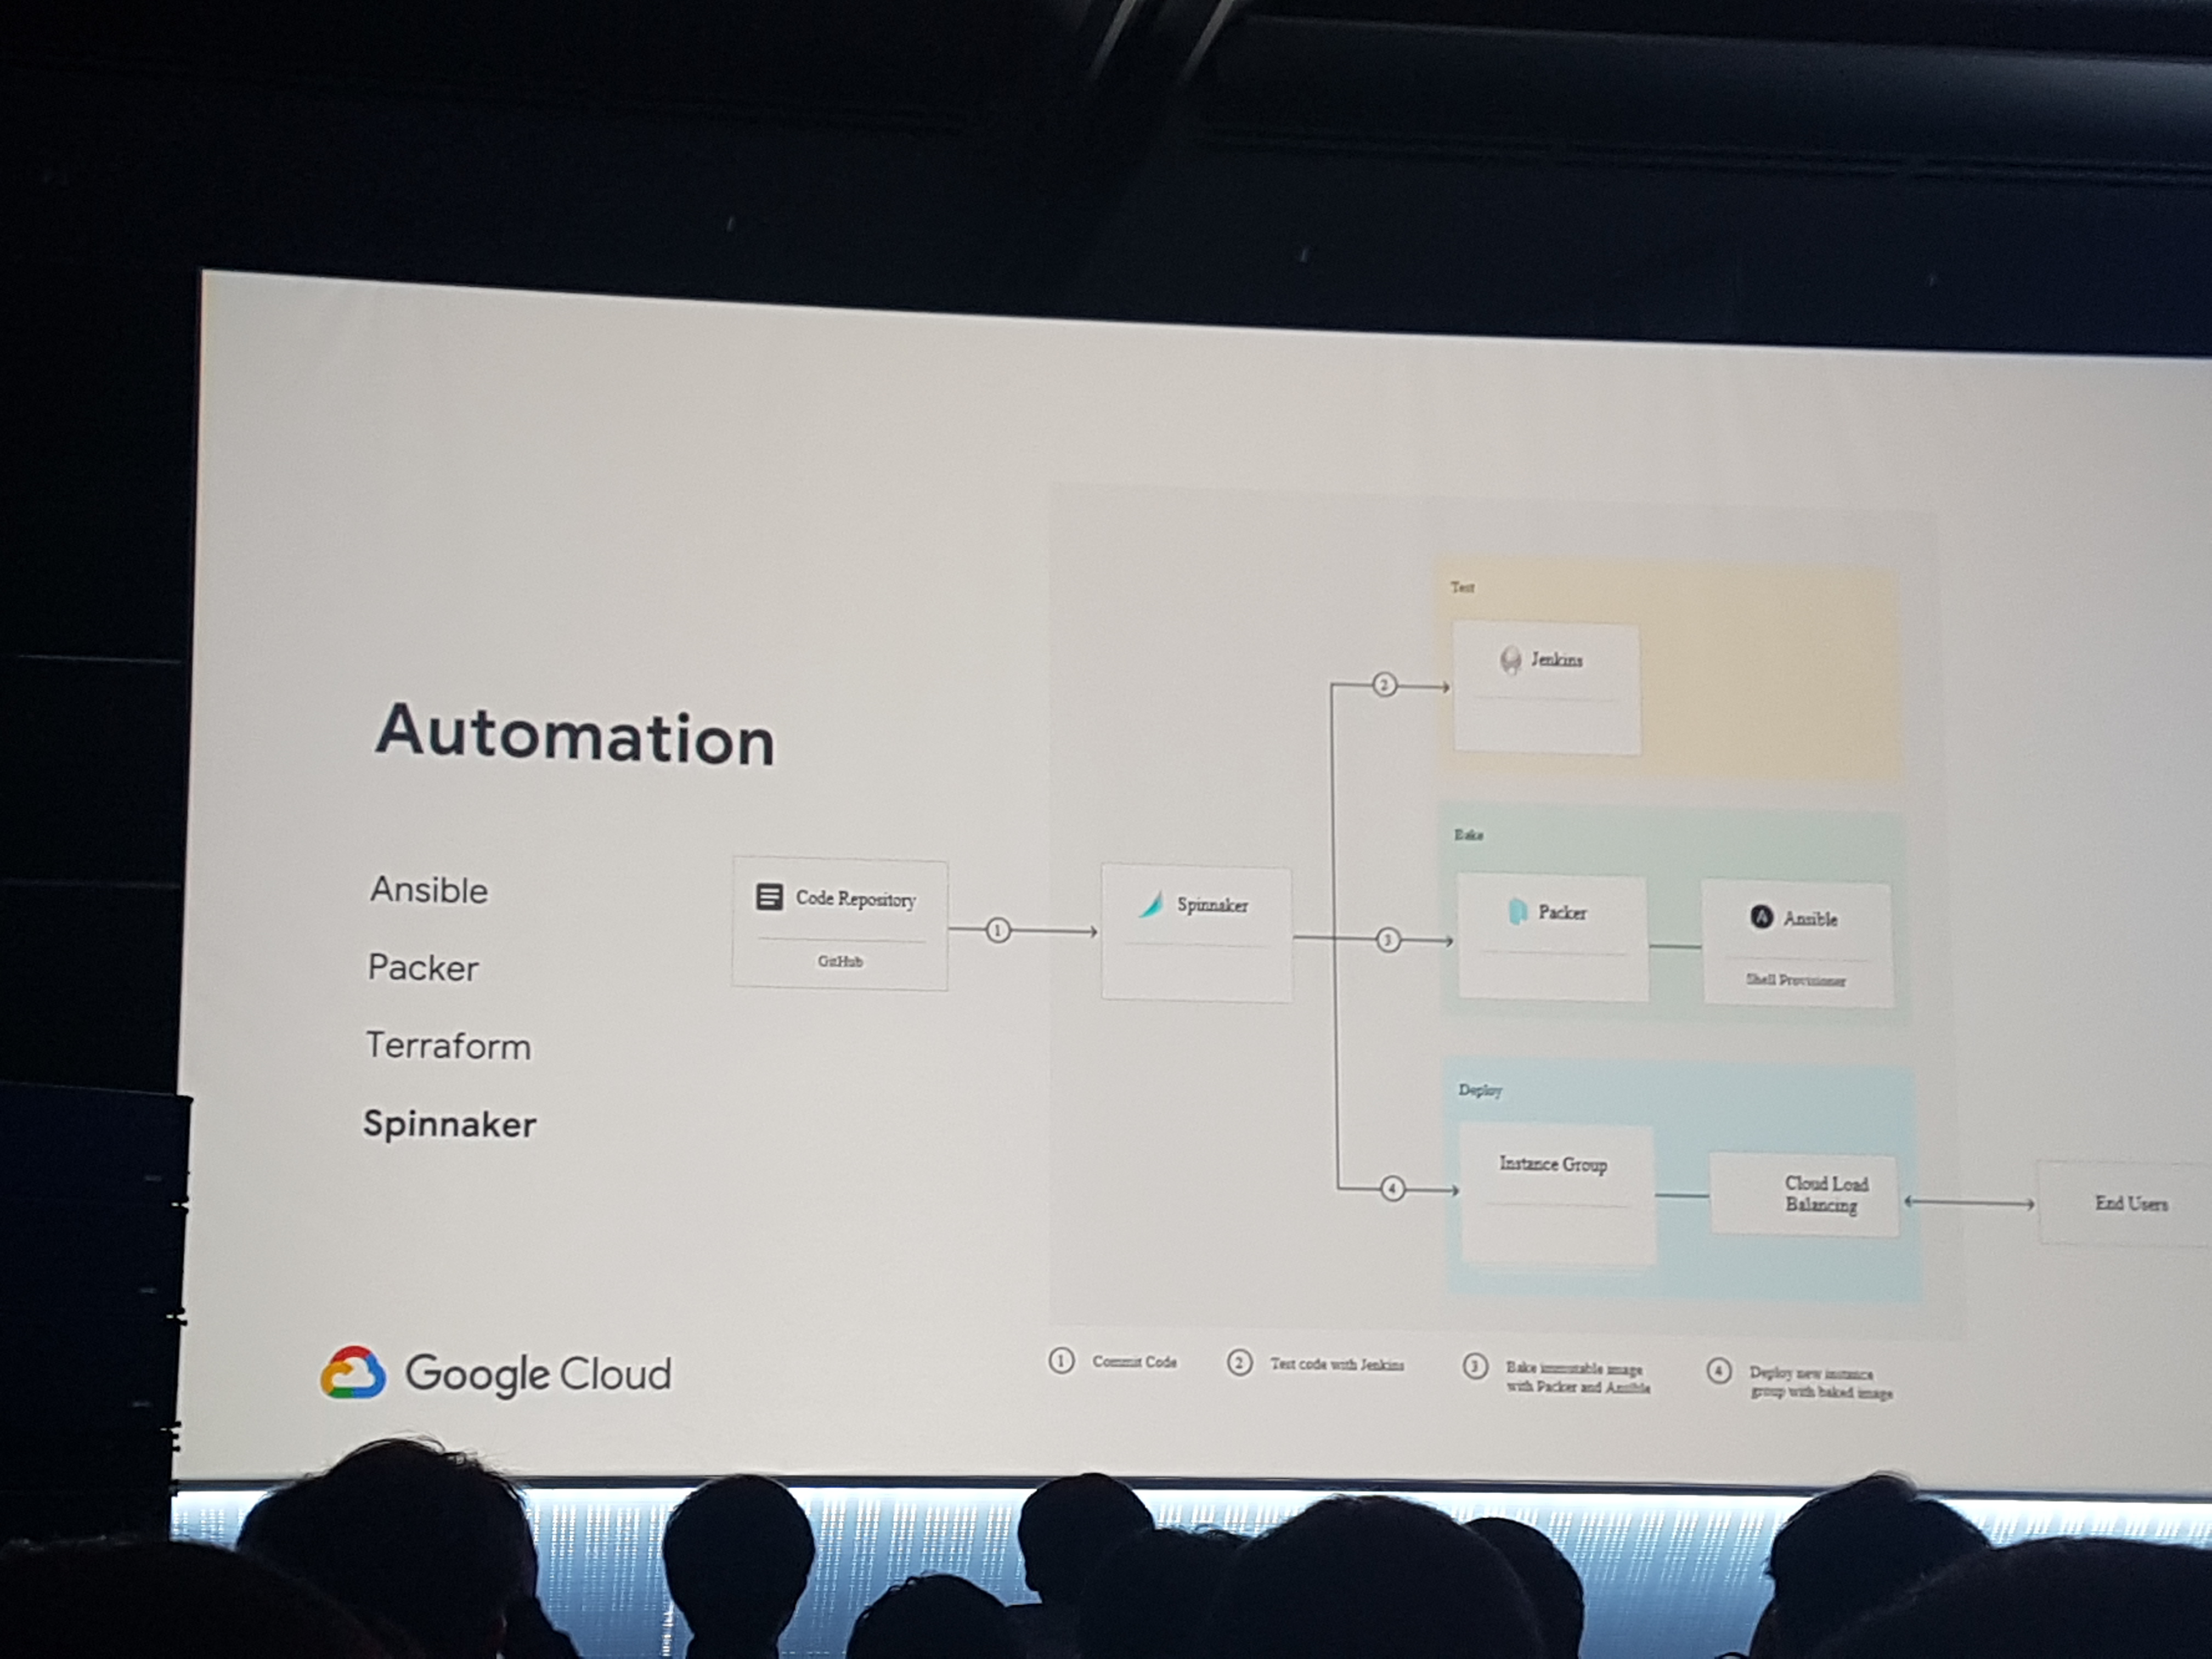 Automation
Ansible
Packer
Terraform
Spinnaker
Code Repository
GitHub
1
Spinnaker
2
Test
Jenkins
3
Bake
Packer
Ansible
Shell Provisioner
4
Deploy
Instance Group
Cloud Load
Balancing
End Users
1 Commit Code
2 Test code with Jenkins
3 Bake immutable image
with Packer and Ansible
4 Deploy new instance
group with baked image
Google Cloud